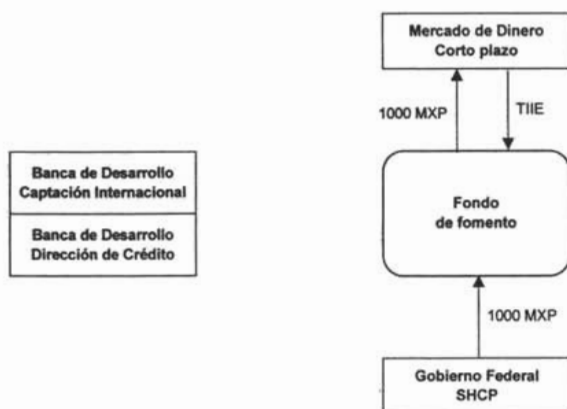 Mercado de Dinero
Corto plazo
1000 MXP
TIIE
Banca de Desarrollo
Captación Internacional
Banca de Desarrollo
Dirección de Crédito
Fondo
de fomento
1000 MXP
Gobierno Federal
SHCP